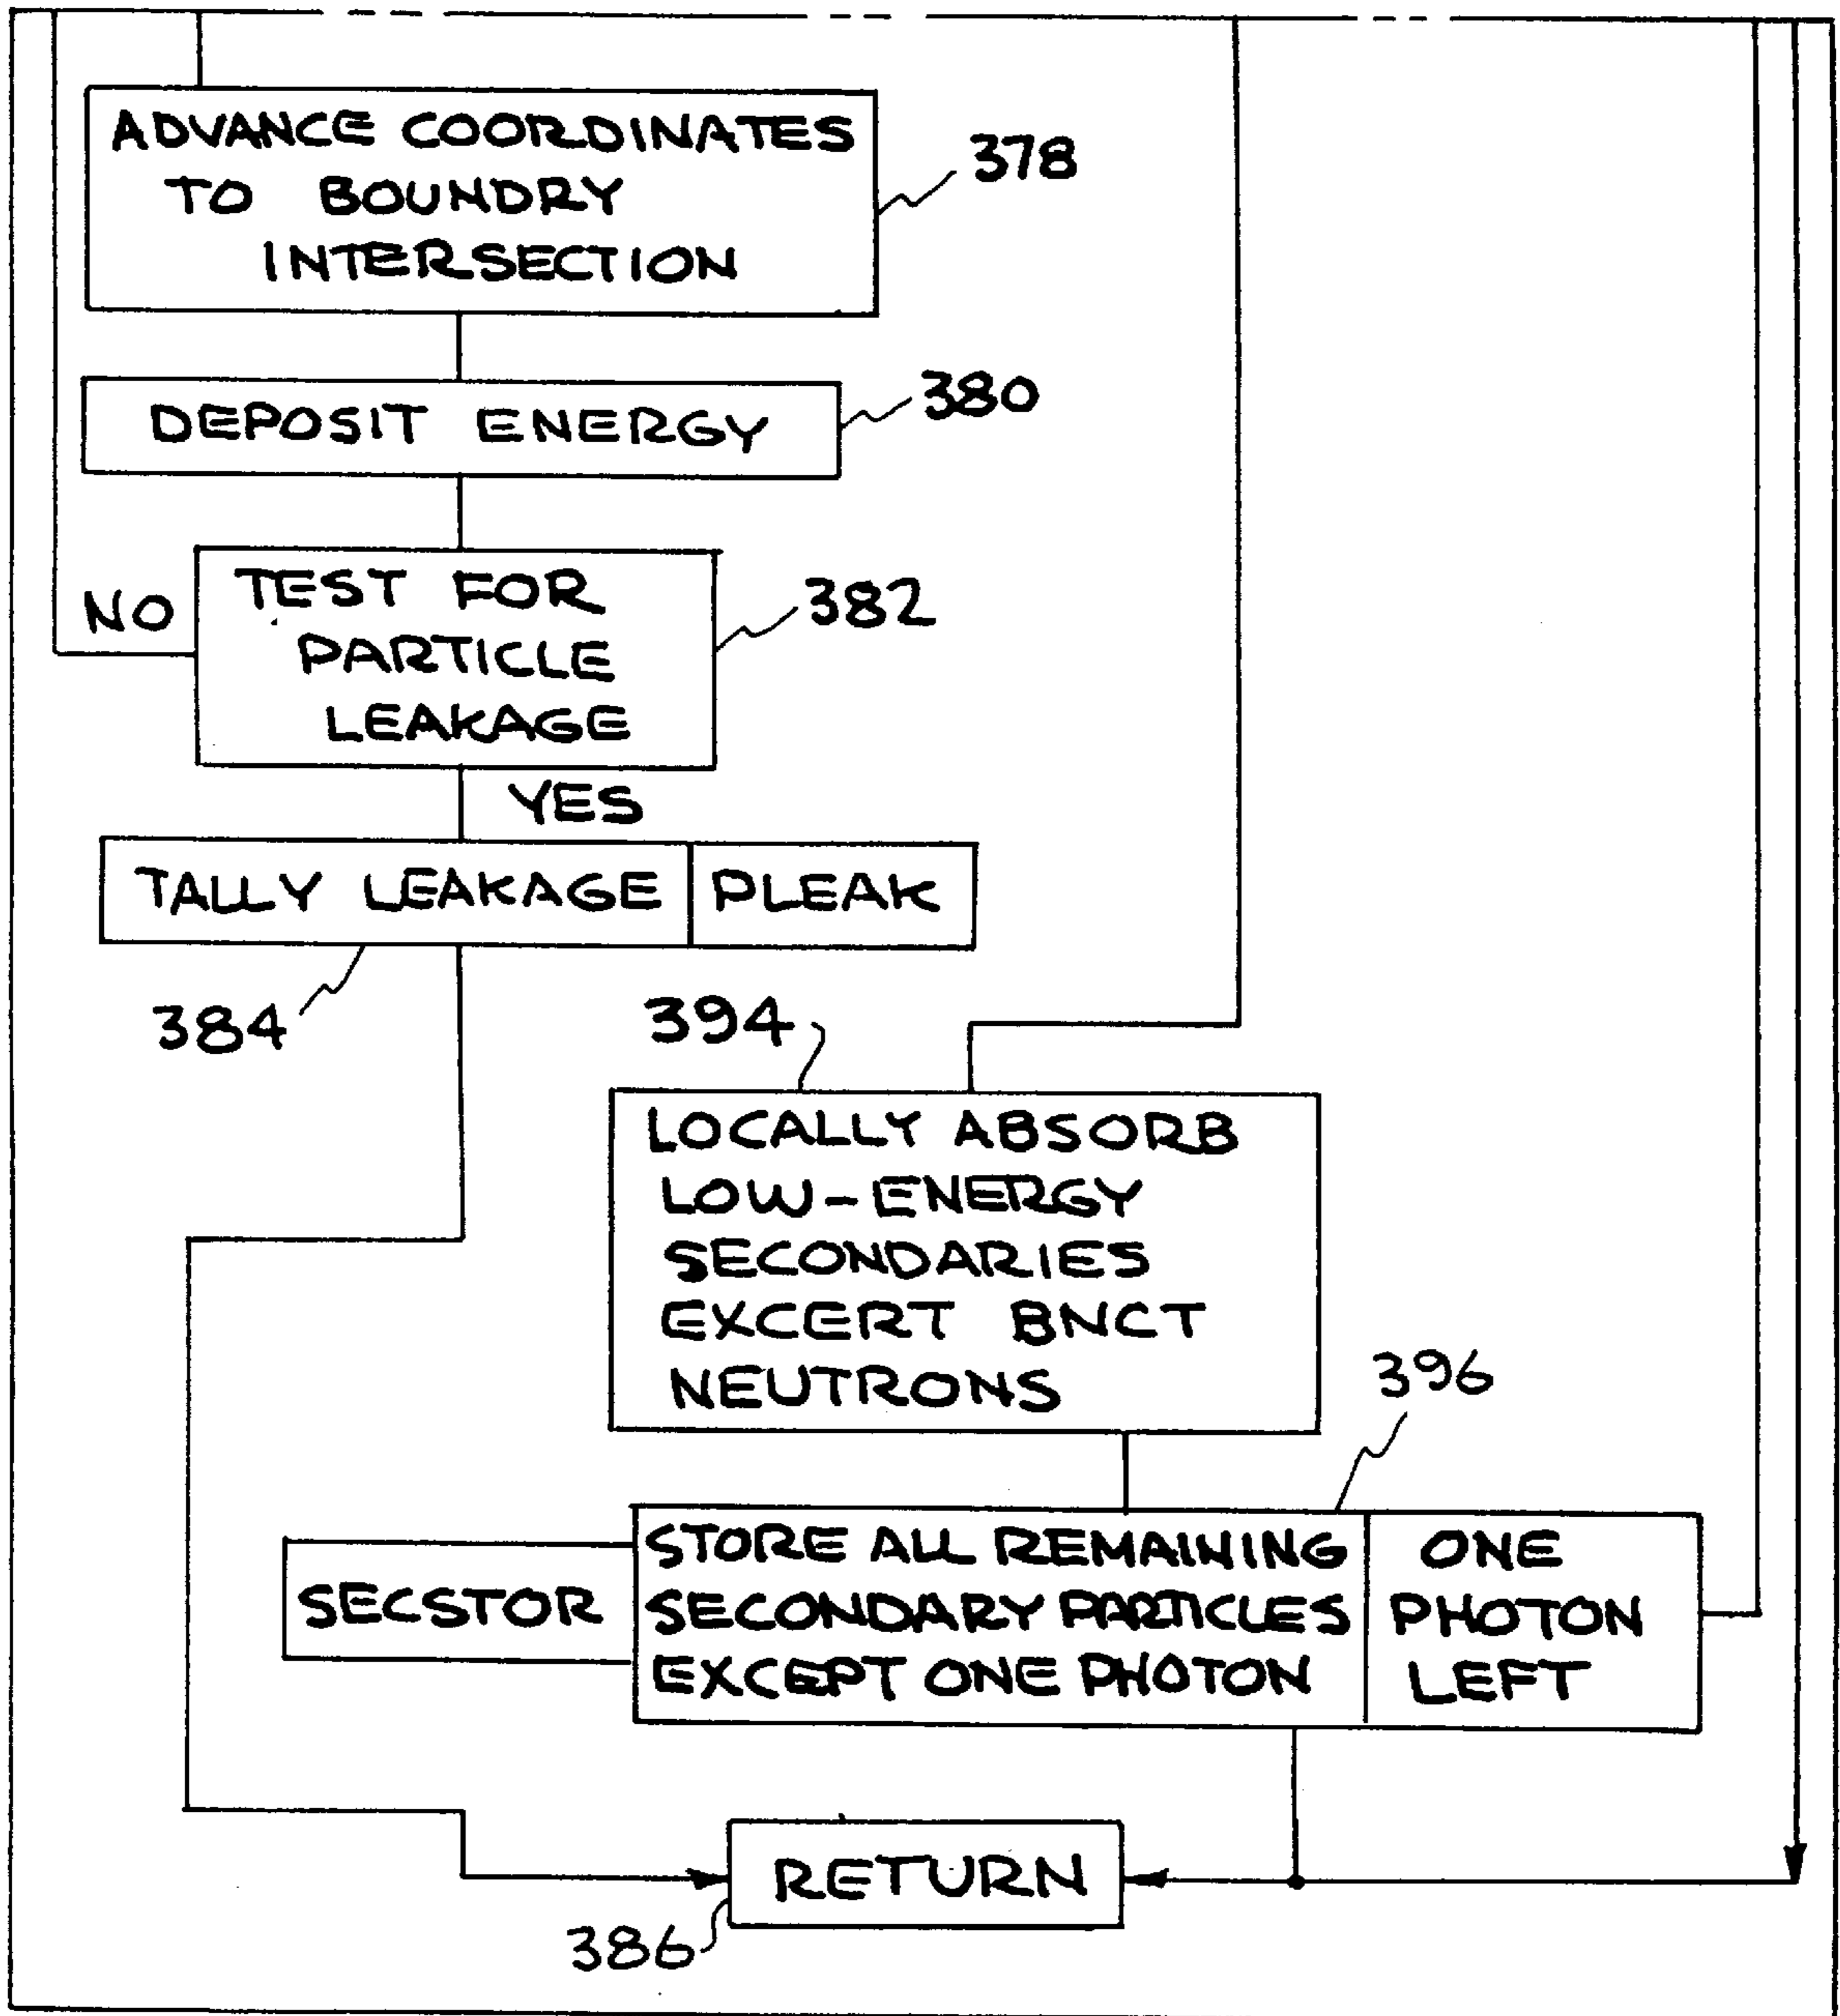 ADVANCE COORDINATES
TO BOUNDRY
INTERSECTION
378
DEPOSIT ENERGY
380
NO
TEST FOR
PARTICLE
LEAKAGE
382
YES
TALLY LEAKAGE
PLEAK
384
394
LOCALLY ABSORB
LOW-ENERGY
SECONDARIES
EXCERT BNCT
NEUTRONS
396
SECSTOR
STORE ALL REMAINING
SECONDARY PARTICLES
EXCEPT ONE PHOTON
ONE
PHOTON
LEFT
RETURN
386